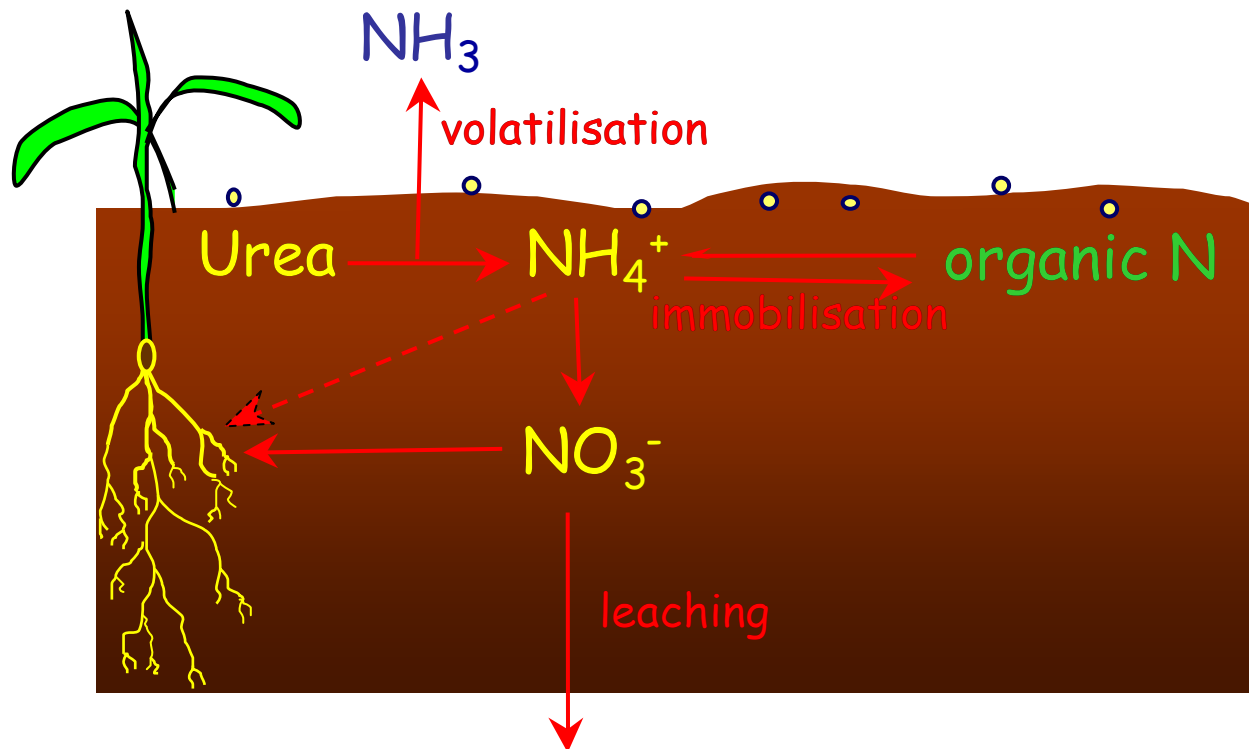 NH₃
volatilisation
Urea
NH₄⁺
organic N
immobilisation
NO₃⁻
leaching